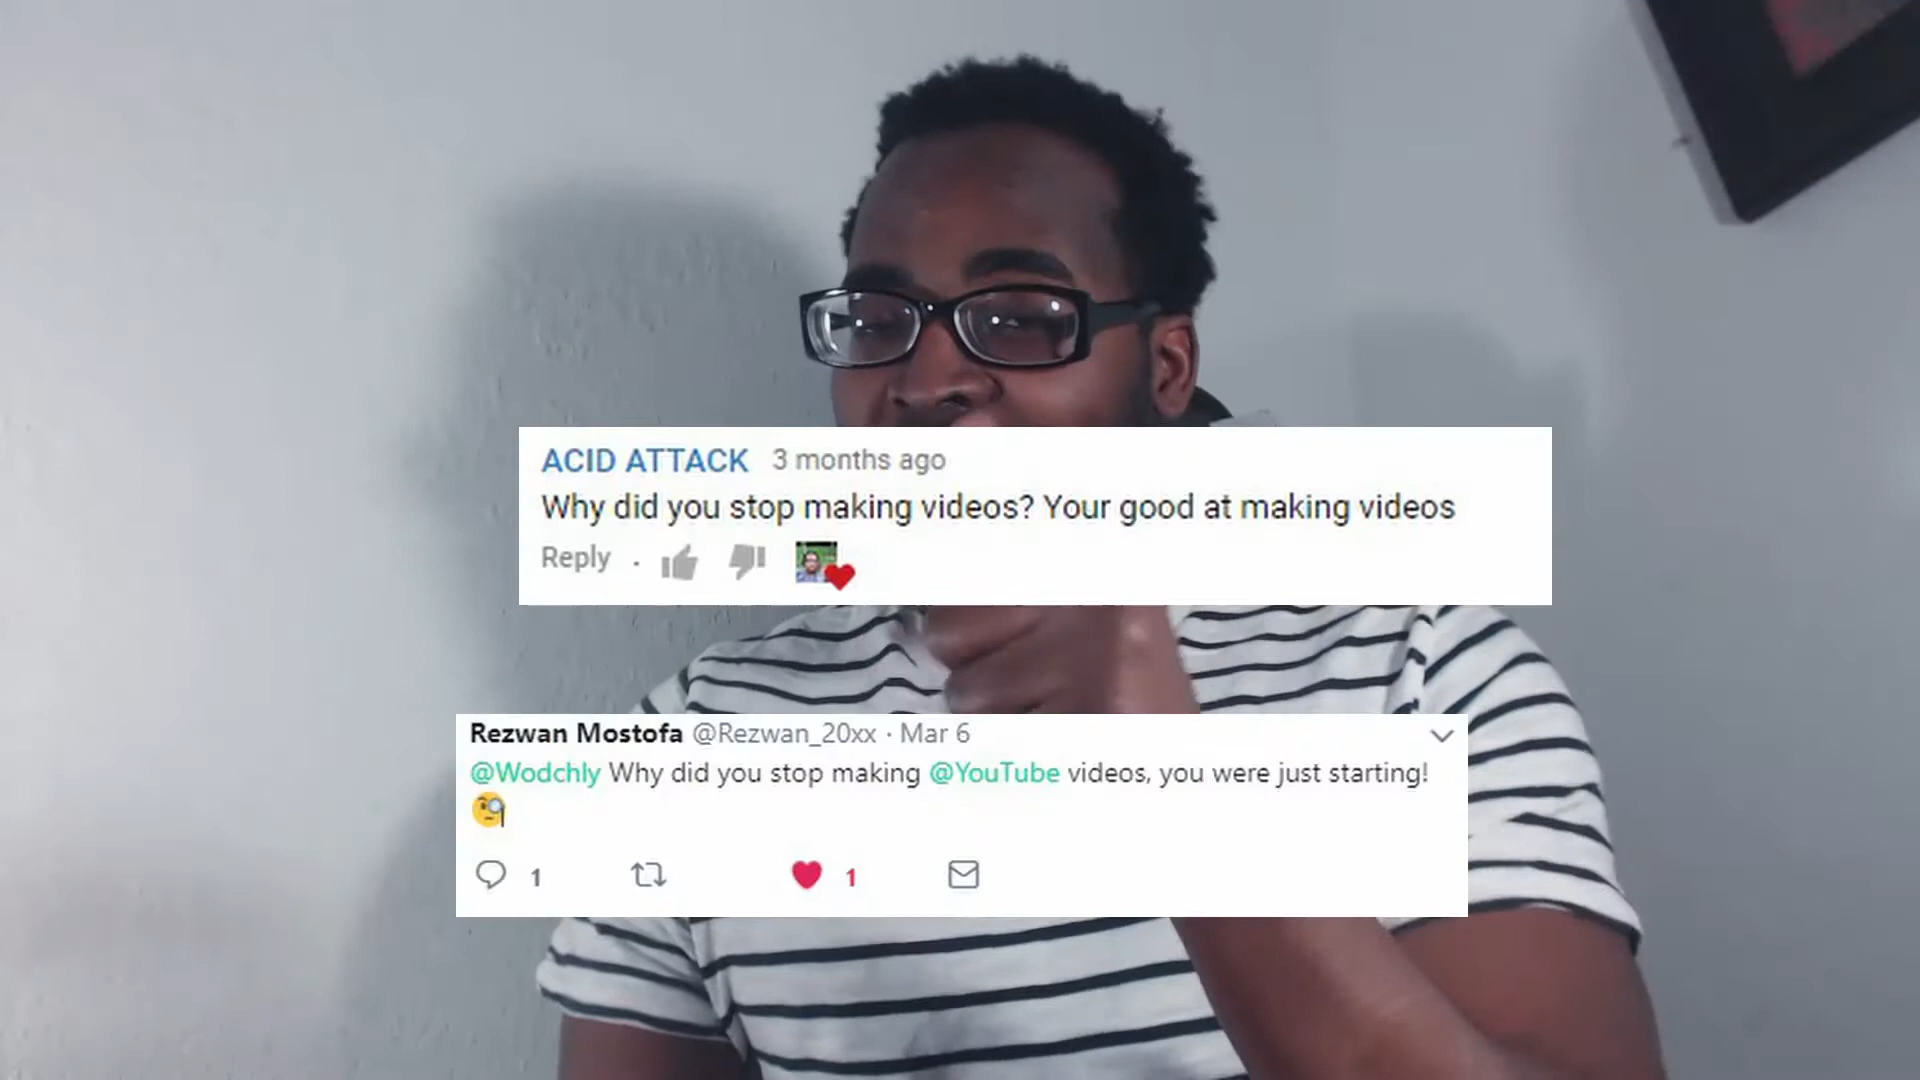 ACID ATTACK 3 months ago
Why did you stop making videos? Your good at making videos
Reply
Rezwan Mostofa @Rezwan_20xx · Mar 6
@Wodchly Why did you stop making @YouTube videos, you were just starting!
🧐
1 1